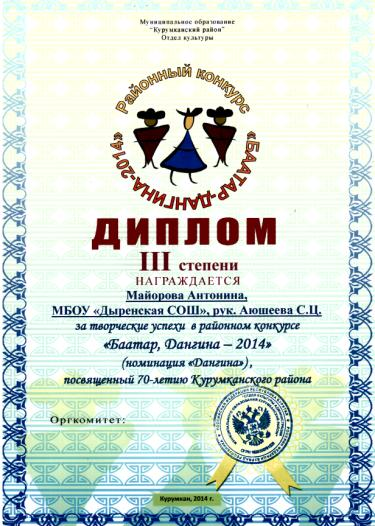 Муниципальное образование
"Курумканский район"
Отдел культуры
Районный конкурс
«БААТАР-ДАНГИНА-2014»
ДИПЛОМ
III степени
НАГРАЖДАЕТСЯ
Майорова Антонина,
МБОУ «Дыренская СОШ», рук. Аюшеева С.Ц.
за творческие успехи в районном конкурсе
«Баатар, Дангина – 2014»
(номинация «Дангина»),
посвященный 70-летию Курумканского района
Оргкомитет:
Курумкан, 2014 г.